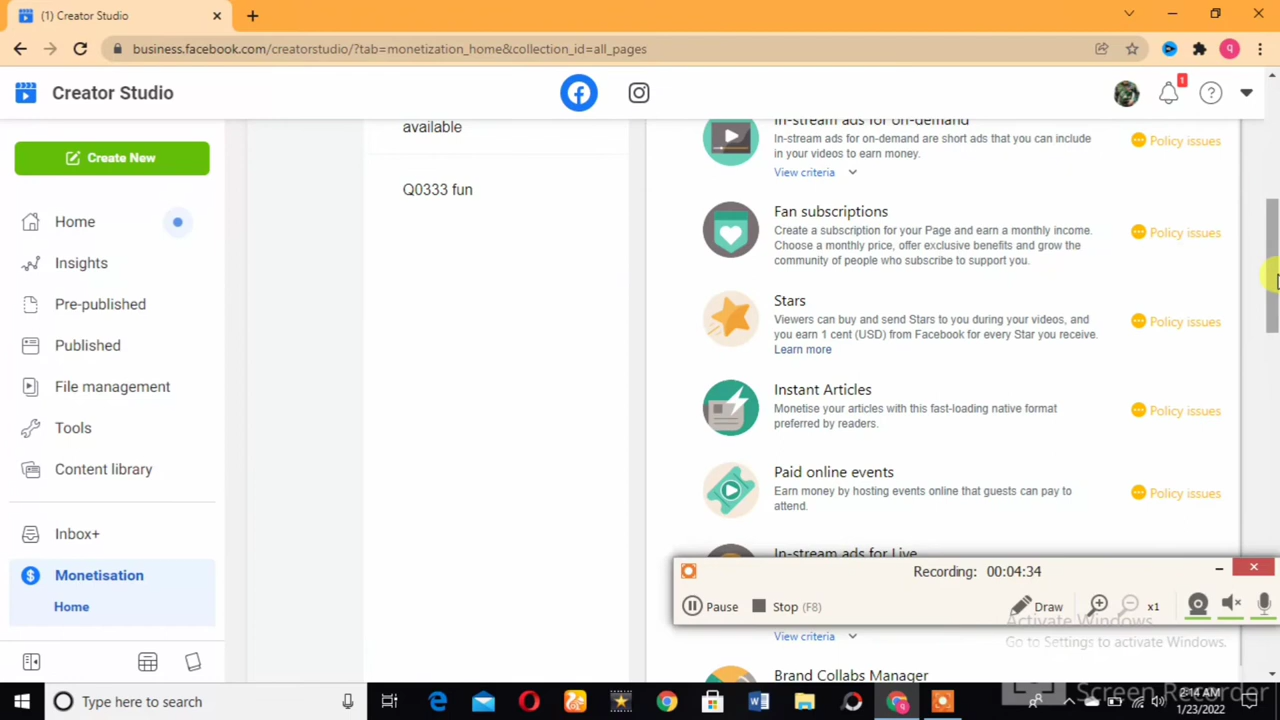 (1) Creator Studio
business.facebook.com/creatorstudio/?tab=monetization_home&collection_id=all_pages
q
Creator Studio
1
Create New
Home
Insights
Pre-published
Published
File management
Tools
Content library
Inbox+
Monetisation
Home
available
Q0333 fun
In-stream ads for on-demand
In-stream ads for on-demand are short ads that you can include
in your videos to earn money.
View criteria
Policy issues
Fan subscriptions
Create a subscription for your Page and earn a monthly income.
Choose a monthly price, offer exclusive benefits and grow the
community of people who subscribe to support you.
Policy issues
Stars
Viewers can buy and send Stars to you during your videos, and
you earn 1 cent (USD) from Facebook for every Star you receive.
Learn more
Policy issues
Instant Articles
Monetise your articles with this fast-loading native format
preferred by readers.
Policy issues
Paid online events
Earn money by hosting events online that guests can pay to
attend.
Policy issues
In-stream ads for Live
Recording: 00:04:34
Pause
Stop (F8)
Draw
x1
Activate Windows
Go to Settings to activate Windows.
View criteria
Brand Collabs Manager
Screen Recorder
Type here to search
2:14 AM
1/23/2022